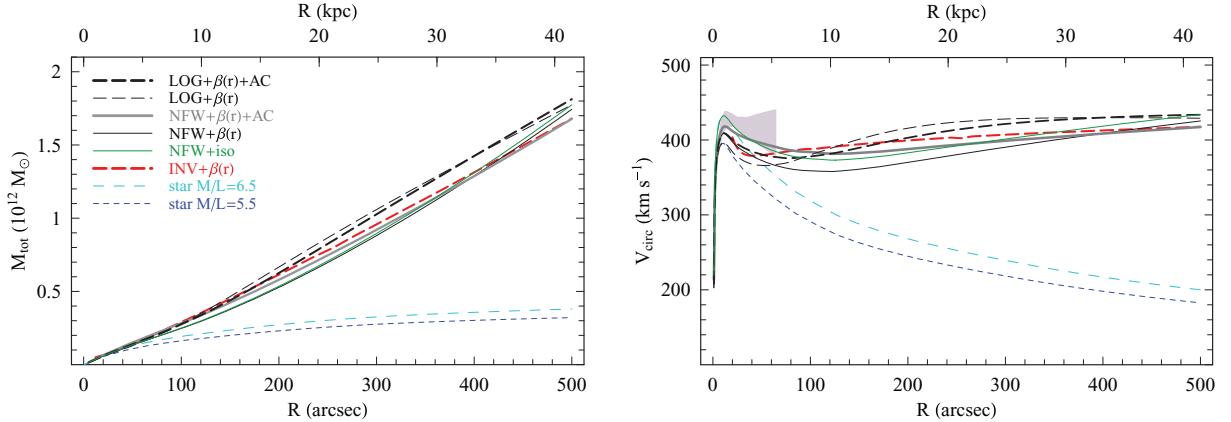 R (kpc)
0 10 20 30 40
2
1.5
1
0.5
M_tot (10^12 M_⊙)
LOG+β(r)+AC
LOG+β(r)
NFW+β(r)+AC
NFW+β(r)
NFW+iso
INV+β(r)
star M/L=6.5
star M/L=5.5
0 100 200 300 400 500
R (arcsec)
R (kpc)
0 10 20 30 40
500
400
300
200
V_circ (km s^−1)
0 100 200 300 400 500
R (arcsec)